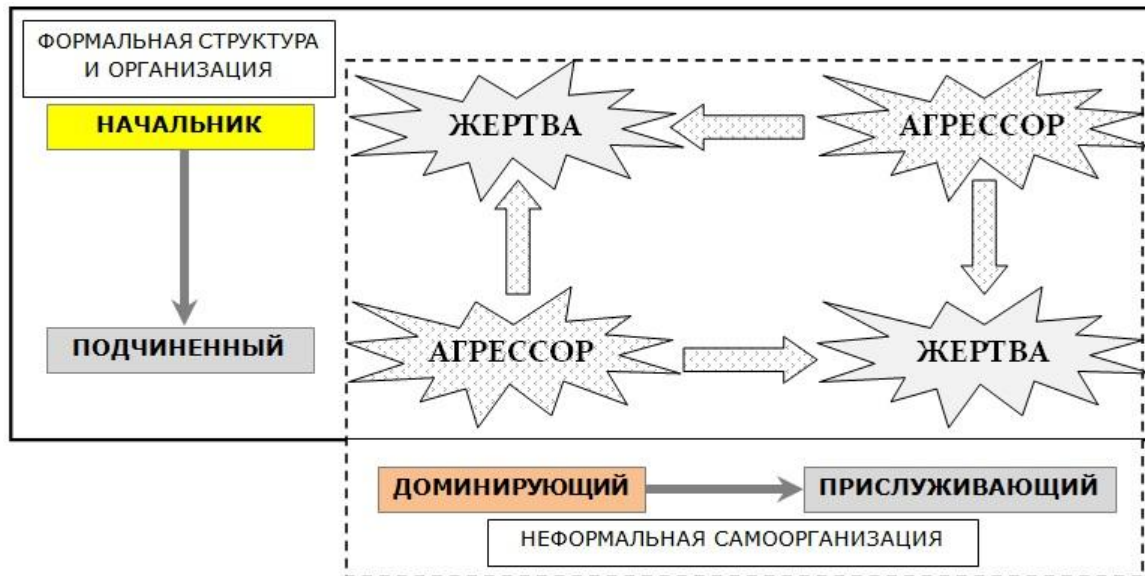 ФОРМАЛЬНАЯ СТРУКТУРА
И ОРГАНИЗАЦИЯ
НАЧАЛЬНИК
ЖЕРТВА
АГРЕССОР
ПОДЧИНЕННЫЙ
АГРЕССОР
ЖЕРТВА
ДОМИНИРУЮЩИЙ
ПРИСЛУЖИВАЮЩИЙ
НЕФОРМАЛЬНАЯ САМООРГАНИЗАЦИЯ